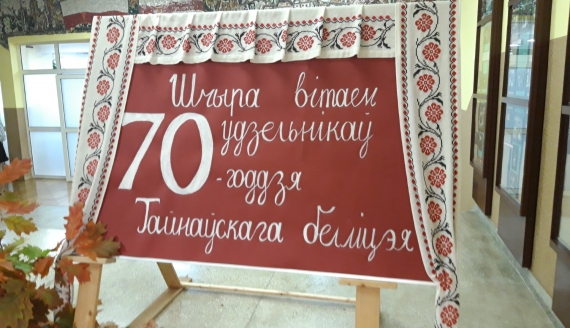 Шчыра вітаем
70 удзельнікаў
-годдзя
Гайнаўскага белліцэя